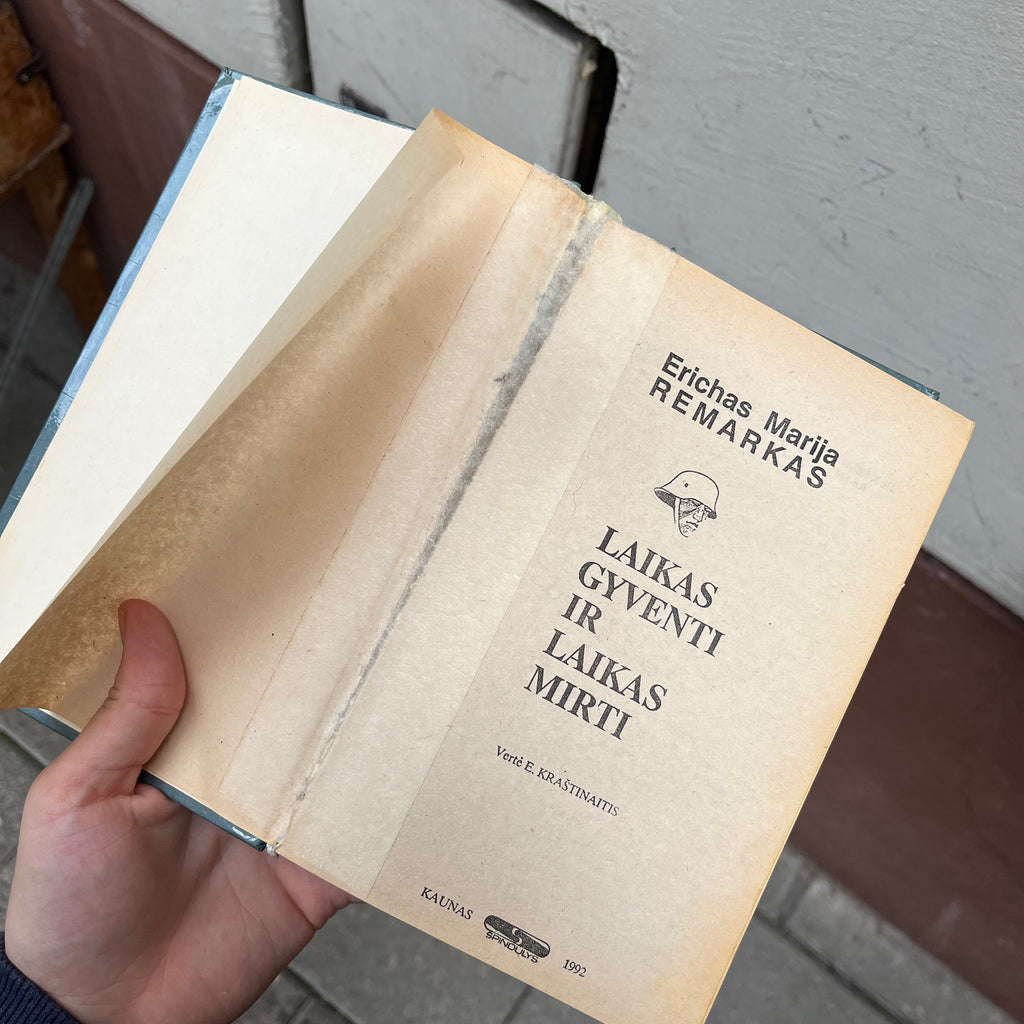 Erichas Marija
REMARKAS
LAIKAS
GYVENTI
IR
LAIKAS
MIRTI
Vertė E. KRAŠTINAITIS
KAUNAS
SPINDULYS
1992